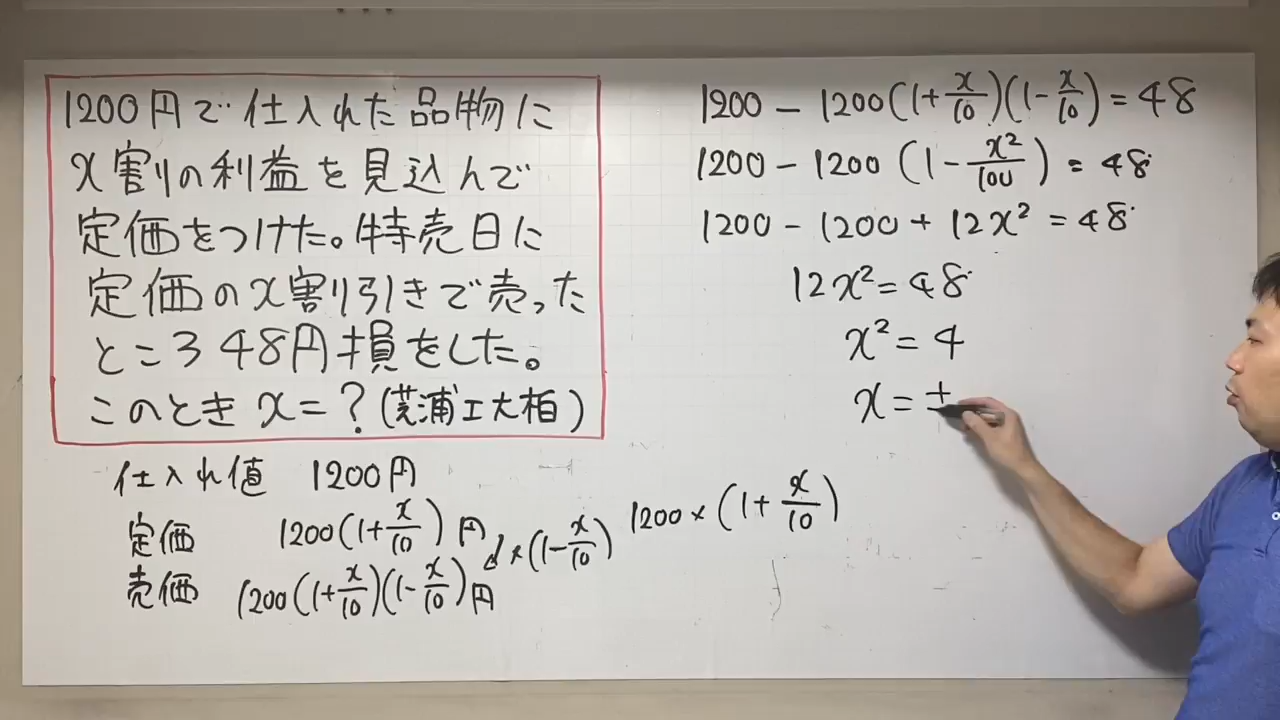 1200円で仕入れた品物に
x割の利益を見込んで
定価をつけた。特売日に
定価のx割引きで売った
ところ48円損をした。
このときx=?(芝浦工大柏)
仕入れ値 1200円
定価 1200(1+x/10)円
×(1-x/10)
1200×(1+x/10)
売価 1200(1+x/10)(1-x/10)円
1200-1200(1+x/10)(1-x/10)=48
1200-1200(1-x²/100)=48
1200-1200+12x²=48
12x²=48
x²=4
x=±